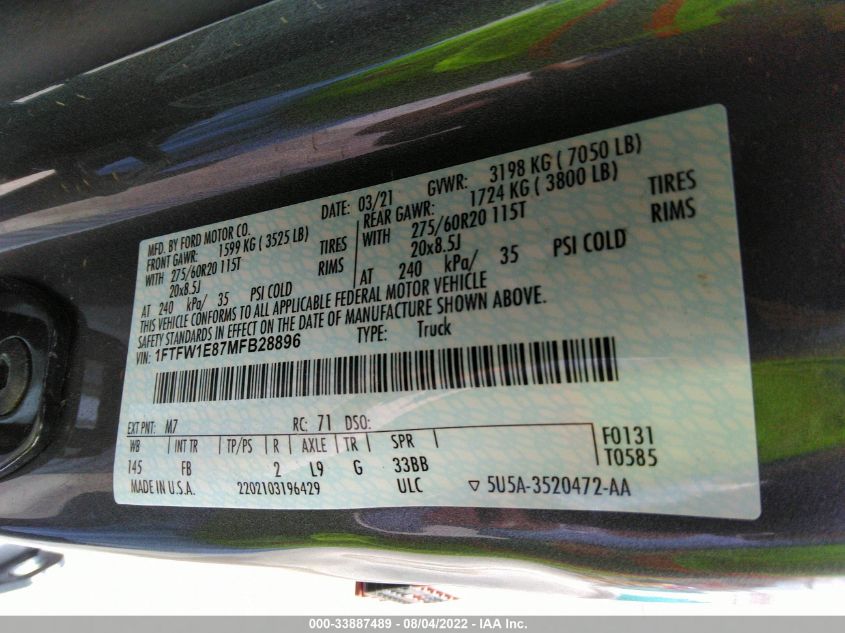 MFD. BY FORD MOTOR CO. DATE: 03/21 GVWR: 3198 KG ( 7050 LB)
FRONT GAWR: 1599 KG ( 3525 LB) REAR GAWR: 1724 KG ( 3800 LB)
WITH 275/60R20 115T TIRES WITH 275/60R20 115T TIRES
20x8.5J RIMS 20x8.5J RIMS
AT 240 kPa/ 35 PSI COLD AT 240 kPa/ 35 PSI COLD
THIS VEHICLE CONFORMS TO ALL APPLICABLE FEDERAL MOTOR VEHICLE
SAFETY STANDARDS IN EFFECT ON THE DATE OF MANUFACTURE SHOWN ABOVE.
VIN: 1FTFW1E87MFB28896 TYPE: Truck
EXT PNT: M7 RC: 71 DSO:
WB INT TR TP/PS R AXLE TR SPR F0131
145 FB 2 L9 G 33BB T0585
MADE IN U.S.A. 2202103196429 ULC ▽ 5U5A-3520472-AA
000-33887489 - 08/04/2022 - IAA Inc.